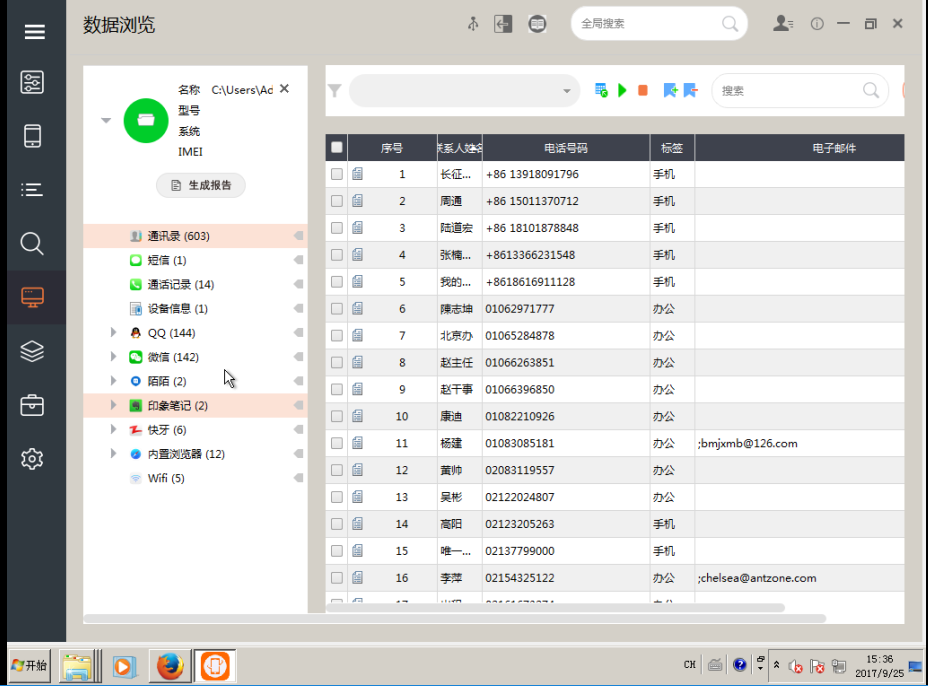 数据浏览
全局搜索
名称 C:\Users\Ad
型号
系统
IMEI
生成报告
通讯录 (603)
短信 (1)
通话记录 (14)
设备信息 (1)
QQ (144)
微信 (142)
陌陌 (2)
印象笔记 (2)
快牙 (6)
内置浏览器 (12)
Wifi (5)
搜索
序号 联系人姓名 电话号码 标签 电子邮件
1 长征... +86 13918091796 手机
2 周通 +86 15011370712 手机
3 陆道宏 +86 18101878848 手机
4 张楠... +8613366231548 手机
5 我的... +8618616911128 手机
6 陳志坤 01062971777 办公
7 北京办 01065284878 办公
8 赵主任 01066263851 办公
9 赵干事 01066396850 办公
10 康迪 01082210926 办公
11 杨建 01083085181 办公 ;bmjxmb@126.com
12 黄帅 02083119557 办公
13 吴彬 02122024807 办公
14 高阳 02123205263 手机
15 唯一... 02137799000 手机
16 李萍 02154325122 办公 ;chelsea@antzone.com
开始
CH
15:36
2017/9/25